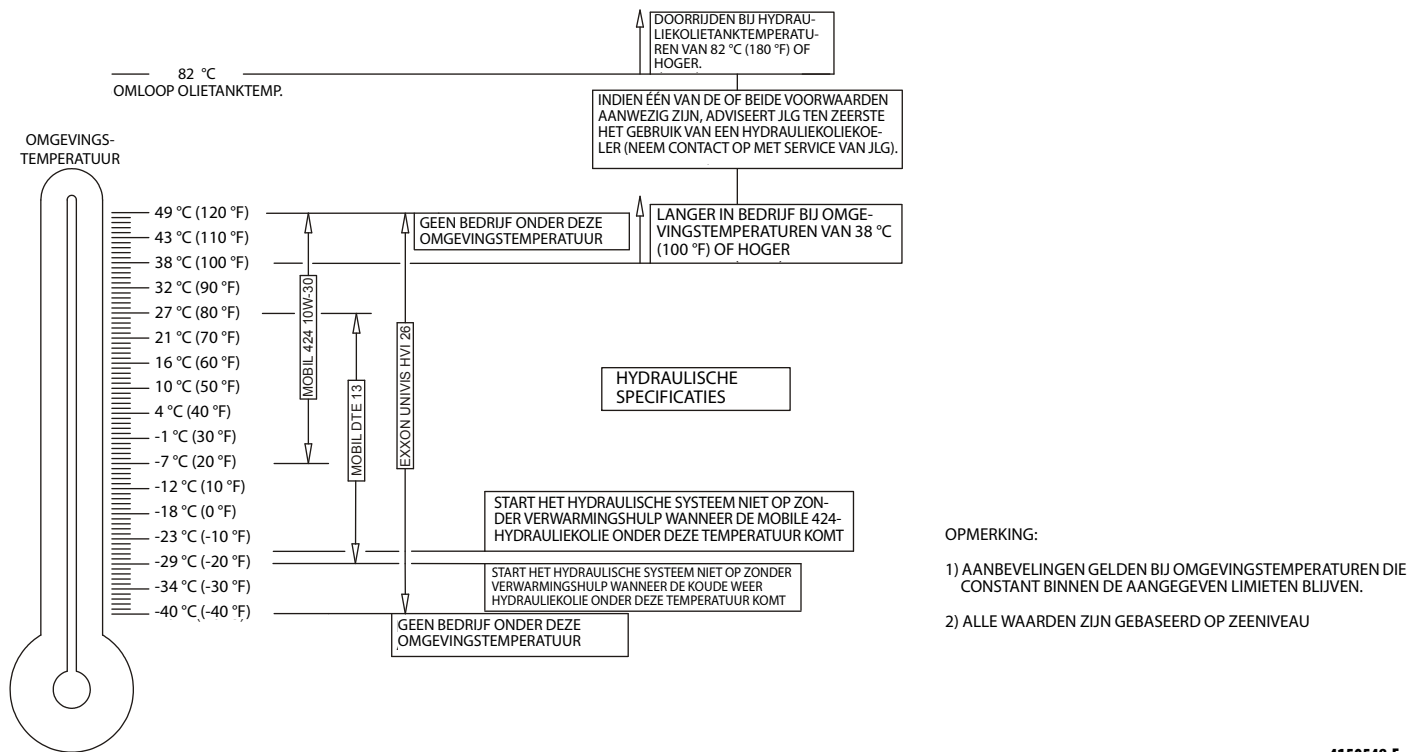 DOORRIJDEN BIJ HYDRAU-
LIEKOLIETANKTEMPERATU-
REN VAN 82 °C (180 °F) OF
HOGER.
82 °C
OMLOOP OLIETANKTEMP.
INDIEN ÉÉN VAN DE OF BEIDE VOORWAARDEN
AANWEZIG ZIJN, ADVISEERT JLG TEN ZEERSTE
HET GEBRUIK VAN EEN HYDRAULIEKOLIEKOE-
LER (NEEM CONTACT OP MET SERVICE VAN JLG).
OMGEVINGS-
TEMPERATUUR
49 °C (120 °F)
43 °C (110 °F)
38 °C (100 °F)
32 °C (90 °F)
27 °C (80 °F)
21 °C (70 °F)
16 °C (60 °F)
10 °C (50 °F)
4 °C (40 °F)
-1 °C (30 °F)
-7 °C (20 °F)
-12 °C (10 °F)
-18 °C (0 °F)
-23 °C (-10 °F)
-29 °C (-20 °F)
-34 °C (-30 °F)
-40 °C (-40 °F)
MOBIL 424 10W-30
MOBIL DTE 13
EXXON UNIVIS HVI 26
GEEN BEDRIJF ONDER DEZE
OMGEVINGSTEMPERATUUR
LANGER IN BEDRIJF BIJ OMGE-
VINGSTEMPERATUREN VAN 38 °C
(100 °F) OF HOGER
HYDRAULISCHE
SPECIFICATIES
START HET HYDRAULISCHE SYSTEEM NIET OP ZON-
DER VERWARMINGSHULP WANNEER DE MOBILE 424-
HYDRAULIEKOLIE ONDER DEZE TEMPERATUUR KOMT
START HET HYDRAULISCHE SYSTEEM NIET OP ZONDER
VERWARMINGSHULP WANNEER DE KOUDE WEER
HYDRAULIEKOLIE ONDER DEZE TEMPERATUUR KOMT
GEEN BEDRIJF ONDER DEZE
OMGEVINGSTEMPERATUUR
OPMERKING:
1) AANBEVELINGEN GELDEN BIJ OMGEVINGSTEMPERATUREN DIE
CONSTANT BINNEN DE AANGEGEVEN LIMIETEN BLIJVEN.
2) ALLE WAARDEN ZIJN GEBASEERD OP ZEENIVEAU